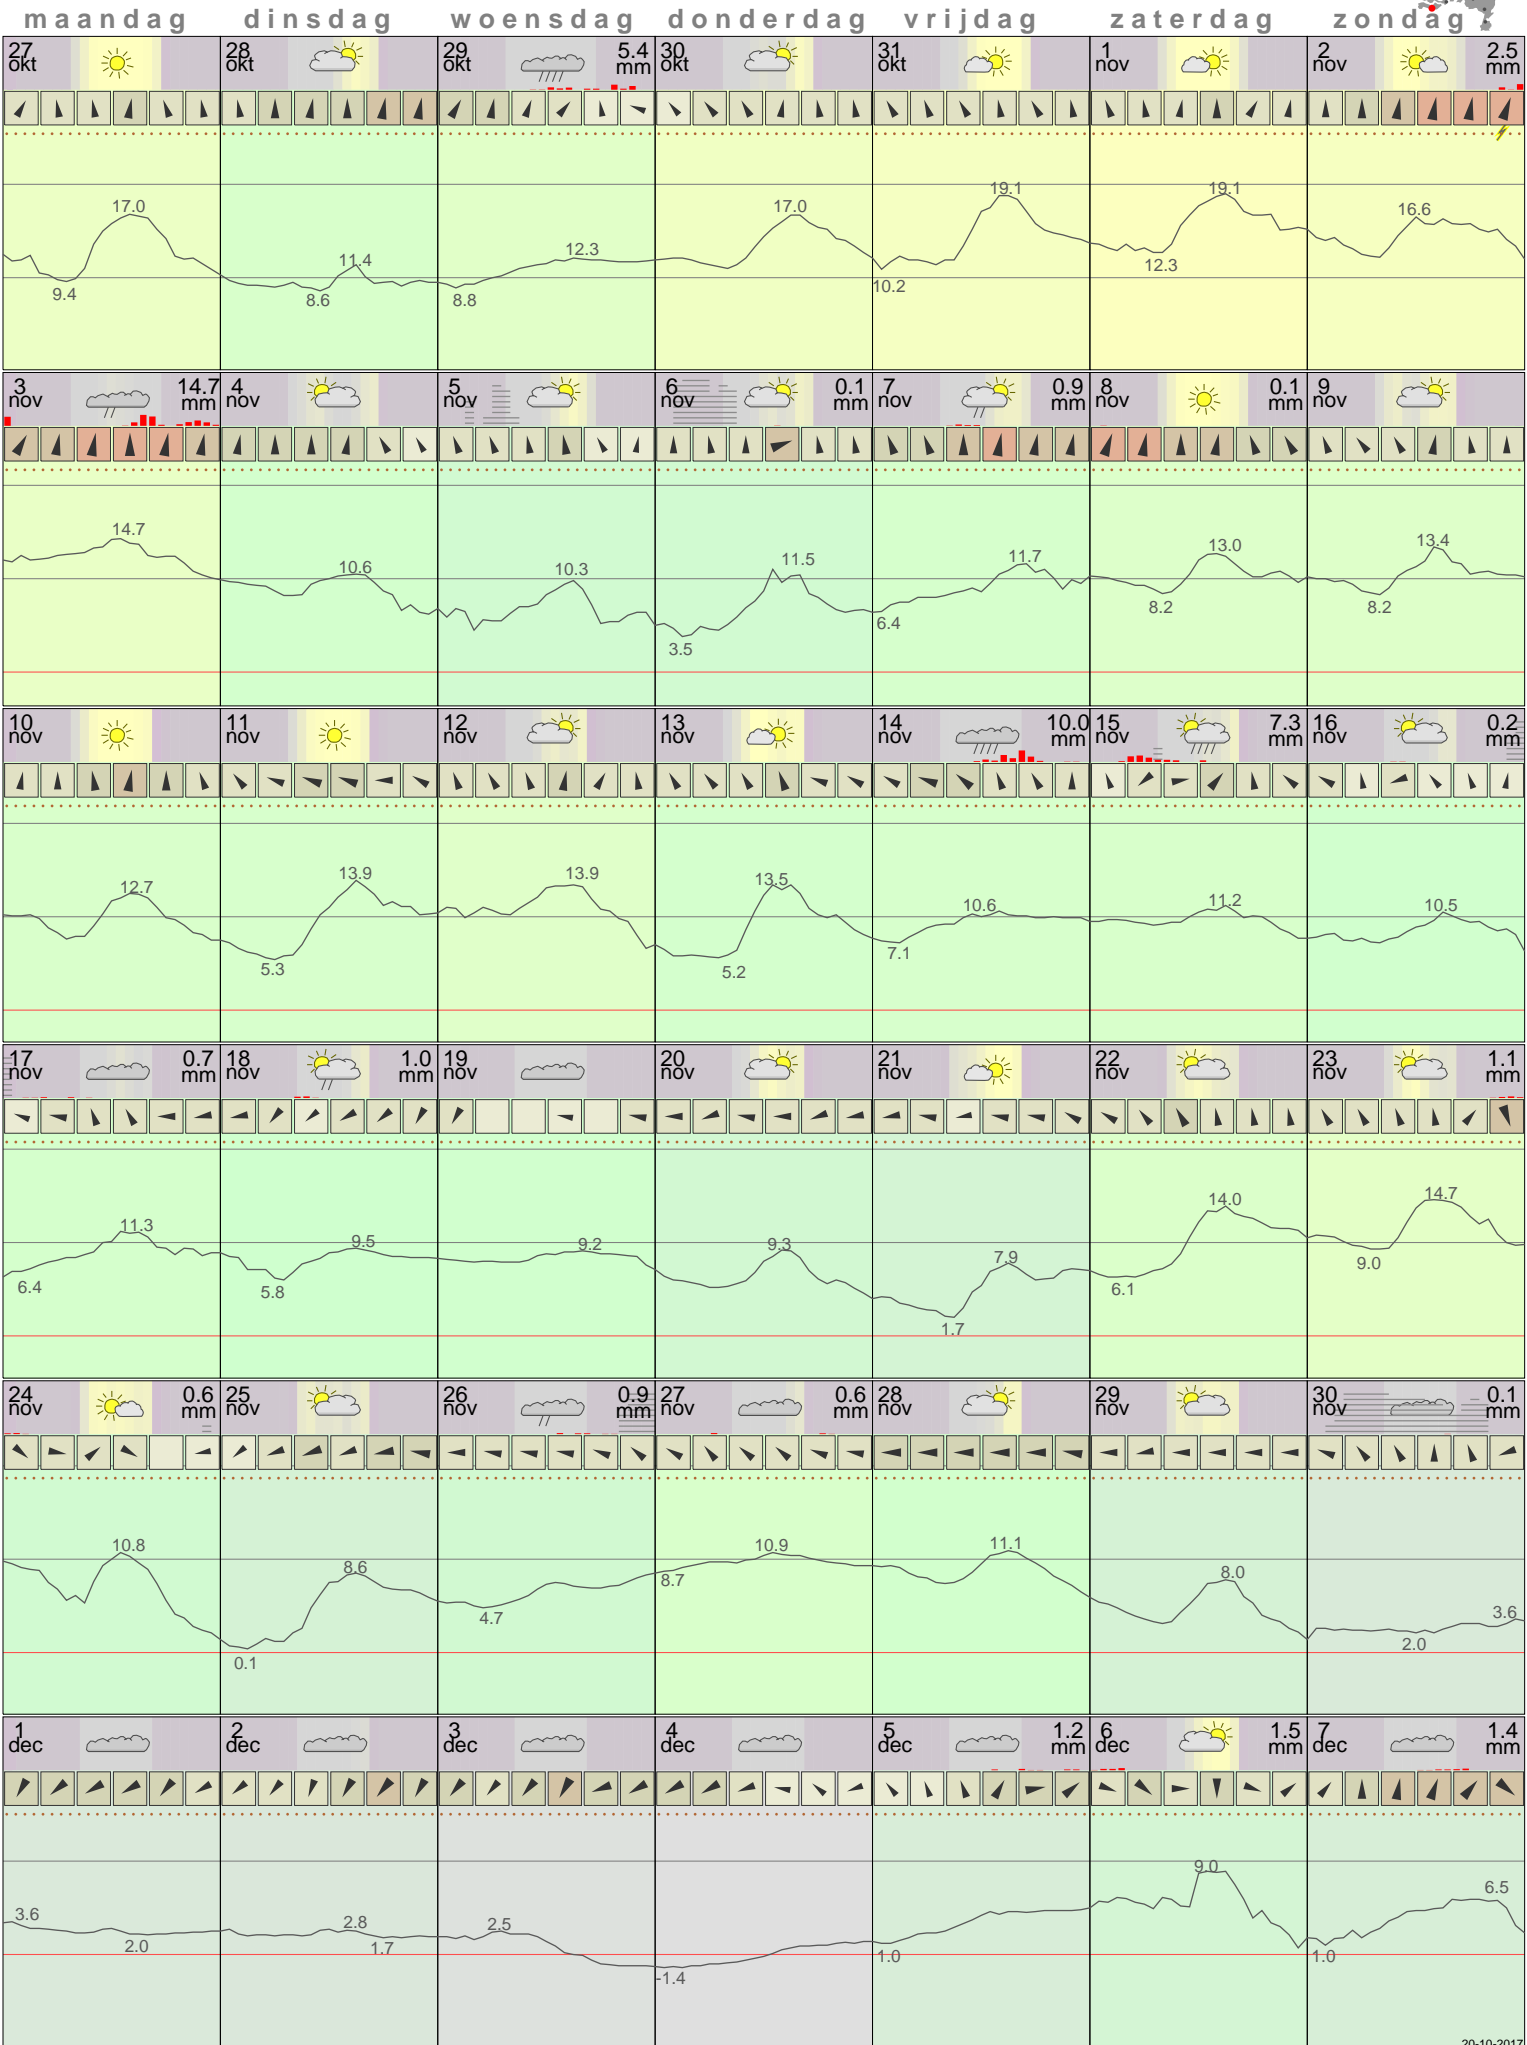 maandag dinsdag woensdag donderdag vrijdag zaterdag zondag
27 okt 28 okt 29 okt 5.4 mm 30 okt 31 okt 1 nov 2 nov 2.5 mm
17.0 9.4 11.4 8.6 12.3 8.8 17.0 19.1 10.2 19.1 12.3 16.6
3 nov 14.7 mm 4 nov 5 nov 6 nov 0.1 mm 7 nov 0.9 mm 8 nov 0.1 mm 9 nov
14.7 10.6 10.3 11.5 3.5 11.7 6.4 13.0 8.2 13.4 8.2
10 nov 11 nov 12 nov 13 nov 14 nov 10.0 mm 15 nov 7.3 mm 16 nov 0.2 mm
12.7 13.9 5.3 13.9 13.5 5.2 10.6 7.1 11.2 10.5
17 nov 0.7 mm 18 nov 1.0 mm 19 nov 20 nov 21 nov 22 nov 23 nov 1.1 mm
11.3 6.4 9.5 5.8 9.2 9.3 7.9 1.7 14.0 6.1 14.7 9.0
24 nov 0.6 mm 25 nov 26 nov 0.9 mm 27 nov 0.6 mm 28 nov 29 nov 30 nov 0.1 mm
10.8 8.6 0.1 4.7 10.9 8.7 11.1 8.0 3.6 2.0
1 dec 2 dec 3 dec 4 dec 5 dec 1.2 mm 6 dec 1.5 mm 7 dec 1.4 mm
3.6 2.0 2.8 1.7 2.5 -1.4 1.0 9.0 6.5 1.0
20-10-2017